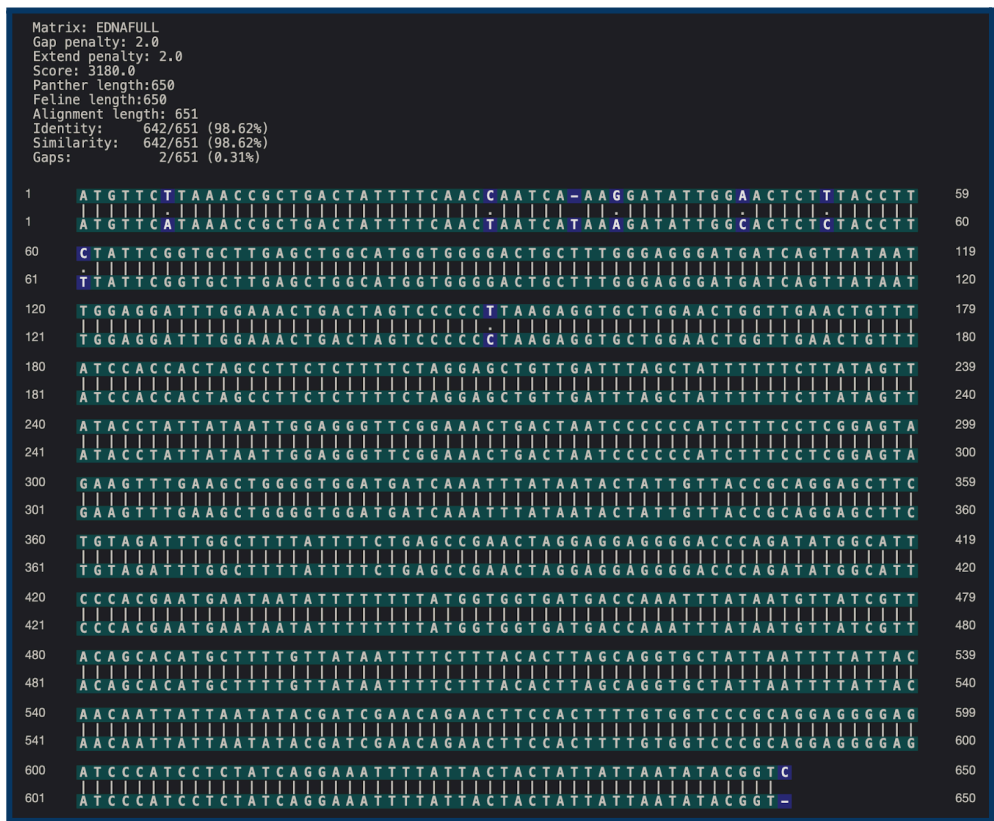 Matrix: EDNAFULL
Gap penalty: 2.0
Extend penalty: 2.0
Score: 3180.0
Panther length:650
Feline length:650
Alignment length: 651
Identity: 642/651 (98.62%)
Similarity: 642/651 (98.62%)
Gaps: 2/651 (0.31%)
1 ATGTTCTTAAACCGCTGACTATTTTCAACCAATCA-AAGGATATTGGAACTCTTTACCTT 59
1 ATGTTCATAAACCGCTGACTATTTTCAACTAATCATAAAGATATTGGCACTCTCTACCTT 60
60 CTATTCGGTGCTTGAGCTGGCATGGTGGGGACTGCTTTGGGAGGGATGATCAGTTATAAT 119
61 TTATTCGGTGCTTGAGCTGGCATGGTGGGGACTGCTTTGGGAGGGATGATCAGTTATAAT 120
120 TGGAGGATTTGGAAACTGACTAGTCCCCCTTAAGAGGTGCTGGAACTGGTTGAACTGTTT 179
121 TGGAGGATTTGGAAACTGACTAGTCCCCCCTAAGAGGTGCTGGAACTGGTTGAACTGTTT 180
180 ATCCACCACTAGCCTTCTCTTTTCTAGGAGCTGTTGATTTAGCTATTTTTTCTTATAGTT 239
181 ATCCACCACTAGCCTTCTCTTTTCTAGGAGCTGTTGATTTAGCTATTTTTTCTTATAGTT 240
240 ATACCTATTATAATTGGAGGGTTCGGAAACTGACTAATCCCCCCATCTTTCCTCGGAGTA 299
241 ATACCTATTATAATTGGAGGGTTCGGAAACTGACTAATCCCCCCATCTTTCCTCGGAGTA 300
300 GAAGTTTGAAGCTGGGGTGGATGATCAAATTTATAATACTATTGTTACCGCAGGAGCTTC 359
301 GAAGTTTGAAGCTGGGGTGGATGATCAAATTTATAATACTATTGTTACCGCAGGAGCTTC 360
360 TGTAGATTTGGCTTTTATTTTCTGAGCCGAACTAGGAGGAGGGGACCCAGATATGGCATT 419
361 TGTAGATTTGGCTTTTATTTTCTGAGCCGAACTAGGAGGAGGGGACCCAGATATGGCATT 420
420 CCCACGAATGAATAATATTTTTTTTATGGTGGTGATGACCAAATTTATAATGTTATCGTT 479
421 CCCACGAATGAATAATATTTTTTTTATGGTGGTGATGACCAAATTTATAATGTTATCGTT 480
480 ACAGCACATGCTTTTGTTATAATTTTCTTTACACTTAGCAGGTGCTATTAATTTTATTAC 539
481 ACAGCACATGCTTTTGTTATAATTTTCTTTACACTTAGCAGGTGCTATTAATTTTATTAC 540
540 AACAATTATTAATATACGATCGAACAGAACTTCCACTTTTGTGGTCCCGCAGGAGGGGAG 599
541 AACAATTATTAATATACGATCGAACAGAACTTCCACTTTTGTGGTCCCGCAGGAGGGGAG 600
600 ATCCCATCCTCTATCAGGAAATTTTATTACTACTATTATTAATATACGGTC 650
601 ATCCCATCCTCTATCAGGAAATTTTATTACTACTATTATTAATATACGGT- 650